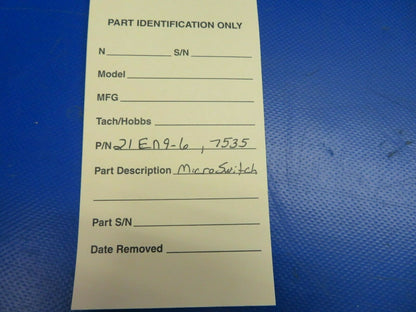 PART IDENTIFICATION ONLY
N S/N
Model
MFG
Tach/Hobbs
P/N 21EN9-6, 7535
Part Description MicroSwitch
Part S/N
Date Removed